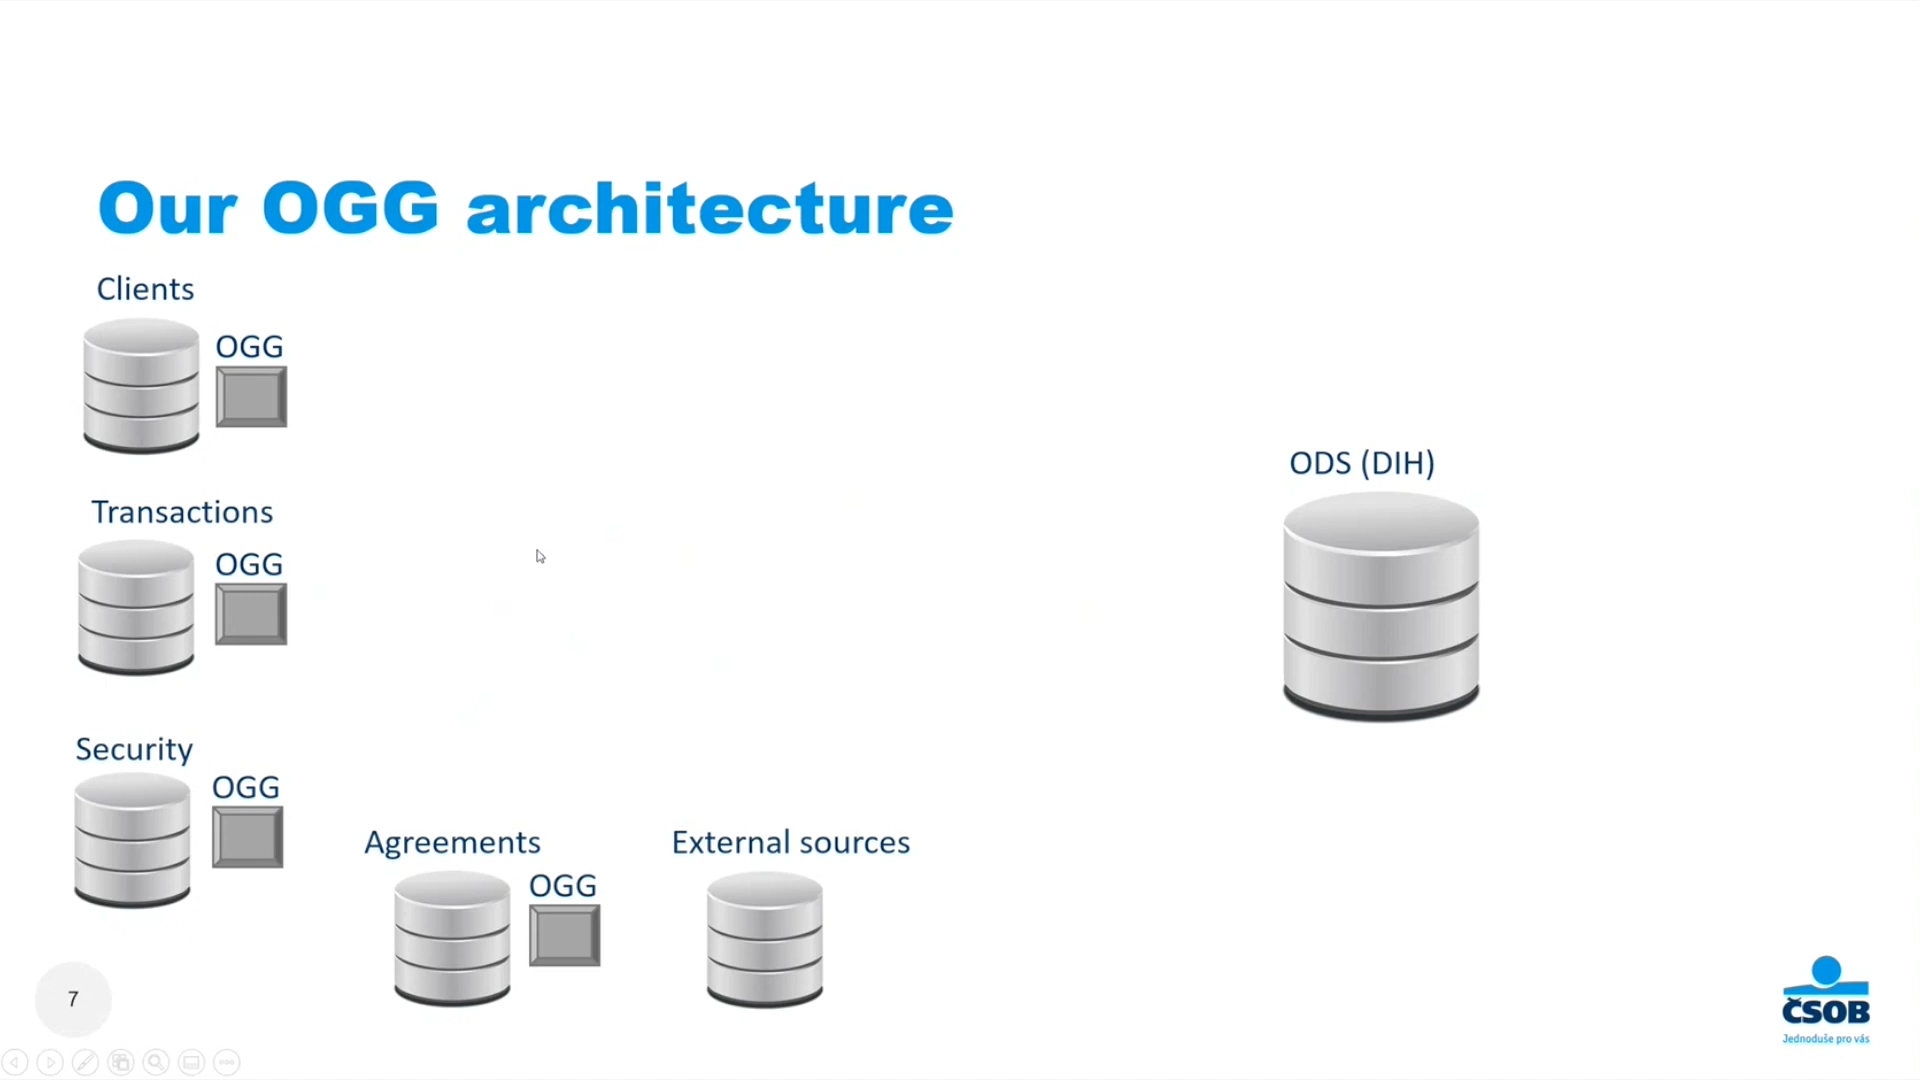 Our OGG architecture
Clients
OGG
Transactions
OGG
ODS (DIH)
Security
OGG
Agreements
OGG
External sources
7
ČSOB
Jednoduše pro vás